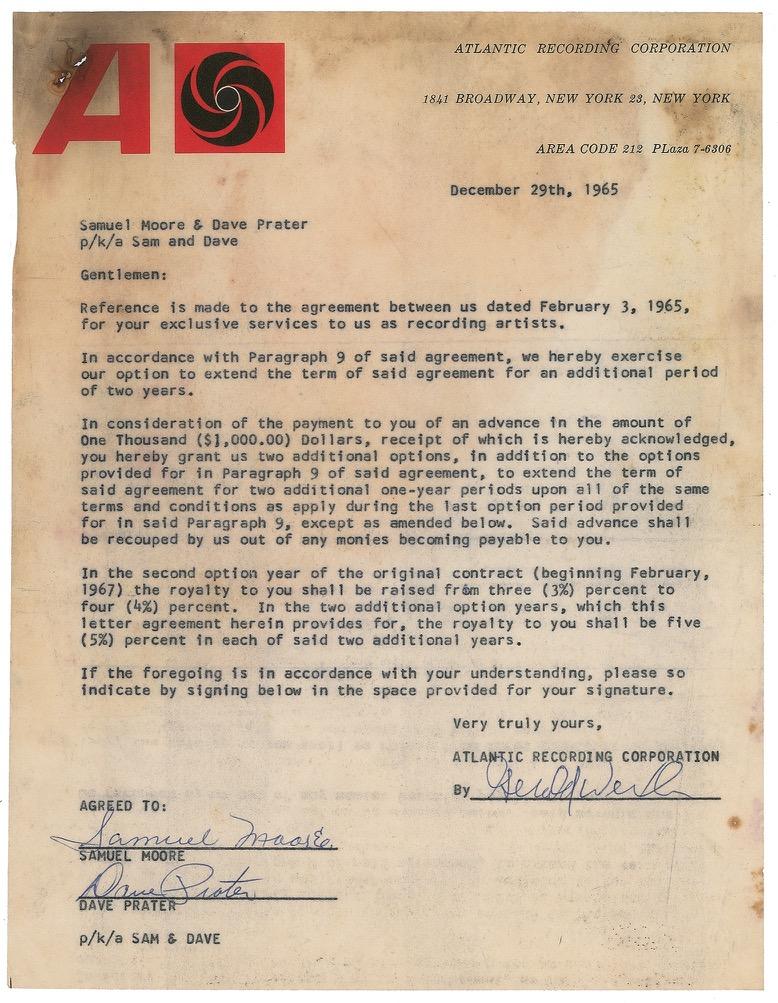 A
ATLANTIC RECORDING CORPORATION
1841 BROADWAY, NEW YORK 23, NEW YORK
AREA CODE 212 PLaza 7-6306
December 29th, 1965
Samuel Moore & Dave Prater
p/k/a Sam and Dave
Gentlemen:
Reference is made to the agreement between us dated February 3, 1965,
for your exclusive services to us as recording artists.
In accordance with Paragraph 9 of said agreement, we hereby exercise
our option to extend the term of said agreement for an additional period
of two years.
In consideration of the payment to you of an advance in the amount of
One Thousand ($1,000.00) Dollars, receipt of which is hereby acknowledged,
you hereby grant us two additional options, in addition to the options
provided for in Paragraph 9 of said agreement, to extend the term of
said agreement for two additional one-year periods upon all of the same
terms and conditions as apply during the last option period provided
for in said Paragraph 9, except as amended below. Said advance shall
be recouped by us out of any monies becoming payable to you.
In the second option year of the original contract (beginning February,
1967) the royalty to you shall be raised from three (3%) percent to
four (4%) percent. In the two additional option years, which this
letter agreement herein provides for, the royalty to you shall be five
(5%) percent in each of said two additional years.
If the foregoing is in accordance with your understanding, please so
indicate by signing below in the space provided for your signature.
Very truly yours,
ATLANTIC RECORDING CORPORATION
By
AGREED TO:
Samuel Moore
SAMUEL MOORE
Dave Prater
DAVE PRATER
p/k/a SAM & DAVE